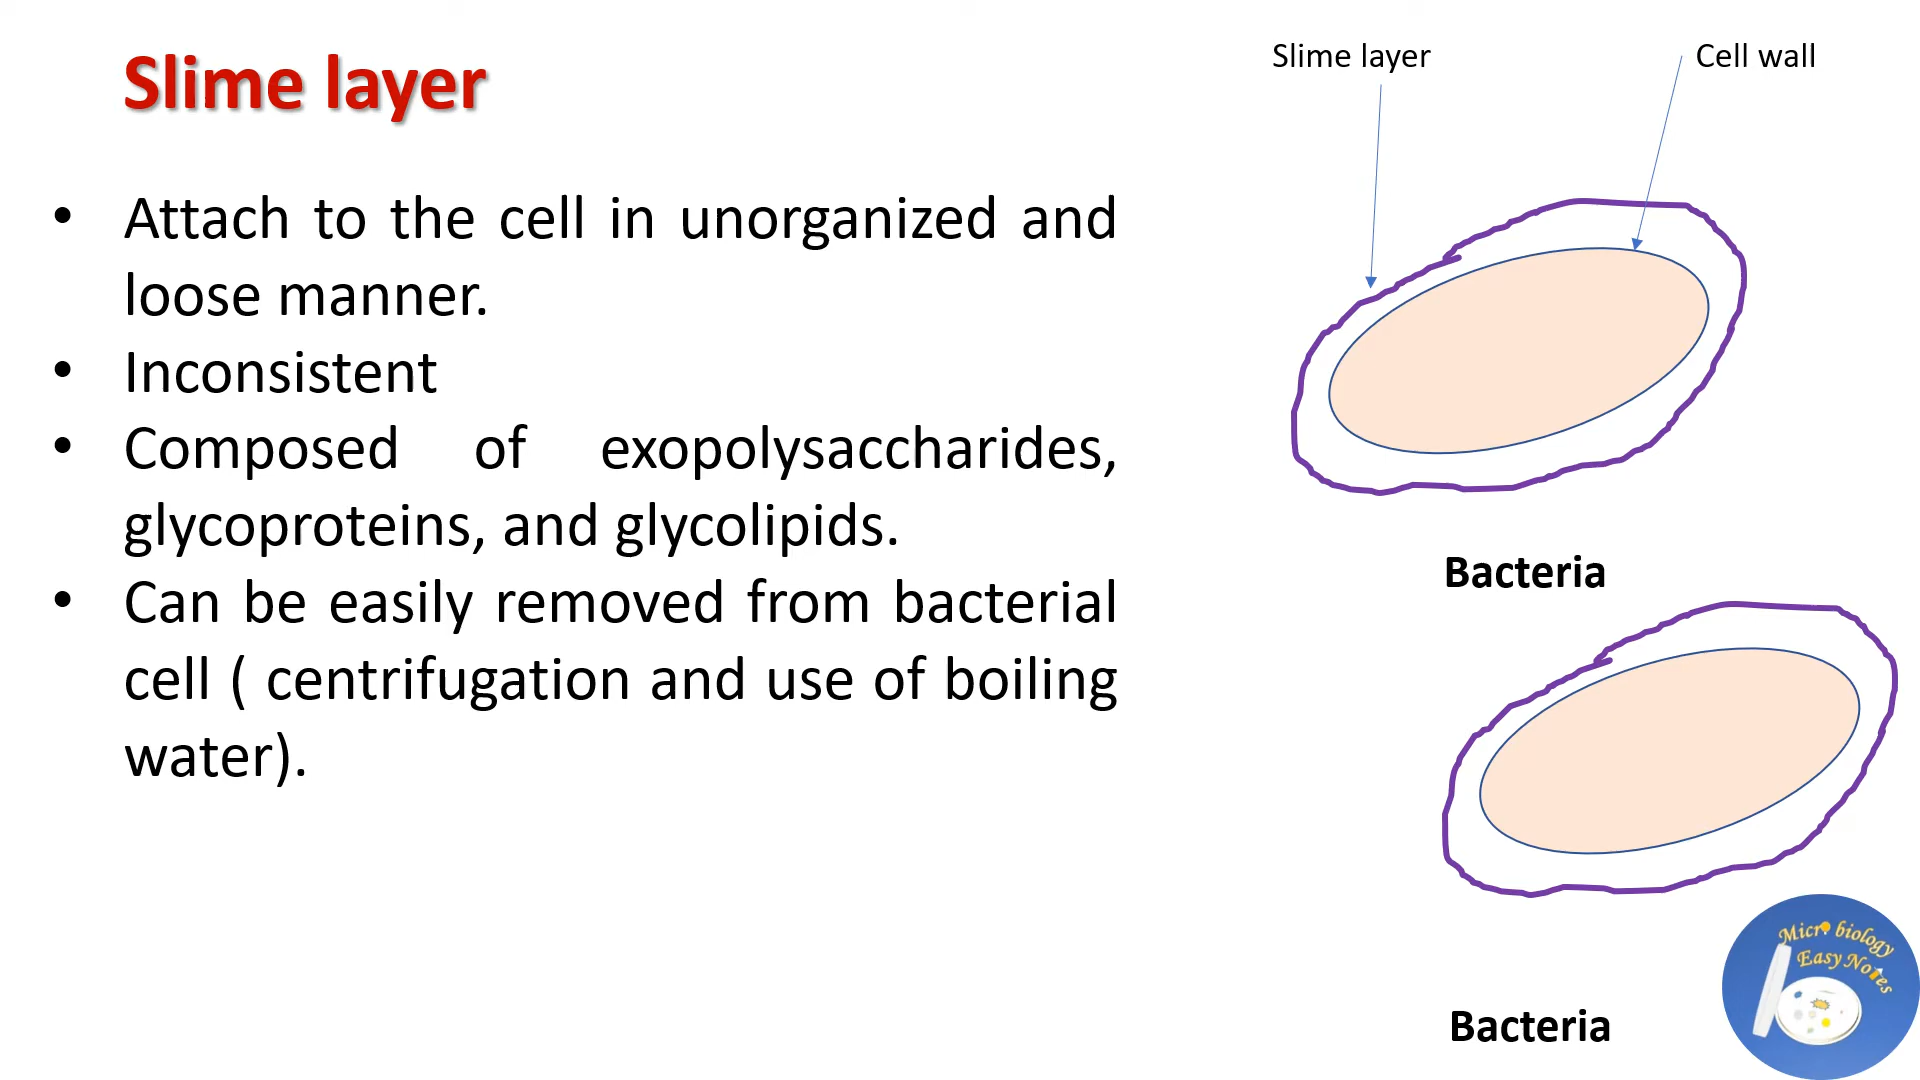 Slime layer
• Attach to the cell in unorganized and
loose manner.
• Inconsistent
• Composed of exopolysaccharides,
glycoproteins, and glycolipids.
• Can be easily removed from bacterial
cell ( centrifugation and use of boiling
water).
Slime layer
Cell wall
Bacteria
Bacteria
Micro biology
Easy Notes